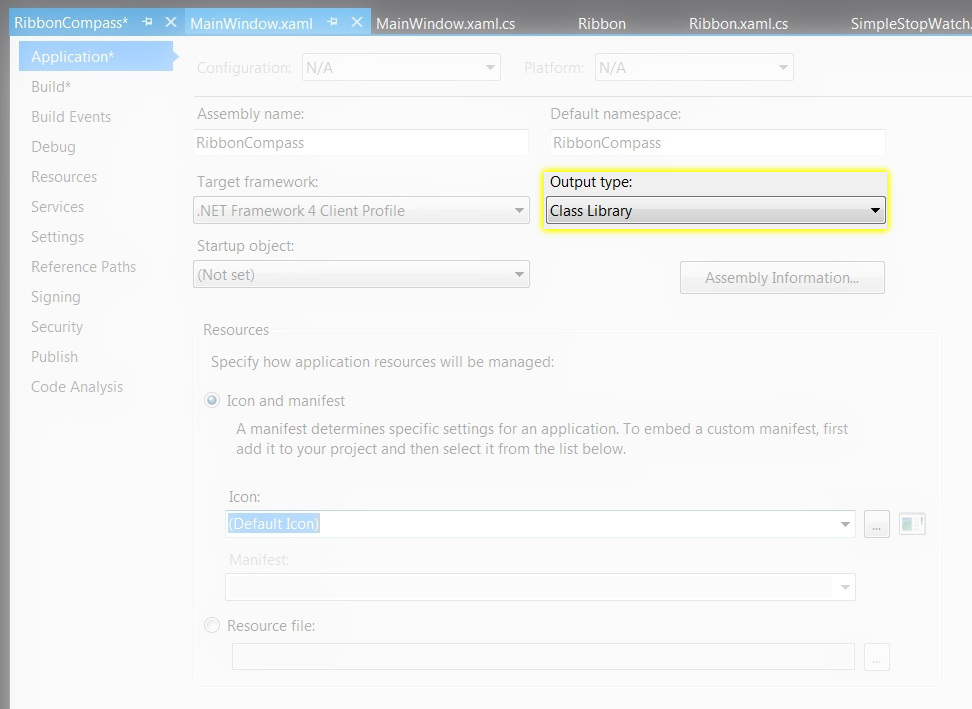 RibbonCompass* MainWindow.xaml MainWindow.xaml.cs Ribbon Ribbon.xaml.cs SimpleStopWatch.
Application*
Build*
Build Events
Debug
Resources
Services
Settings
Reference Paths
Signing
Security
Publish
Code Analysis
Configuration: N/A Platform: N/A
Assembly name: Default namespace:
RibbonCompass RibbonCompass
Target framework: Output type:
.NET Framework 4 Client Profile Class Library
Startup object:
(Not set) Assembly Information...
Resources
Specify how application resources will be managed:
Icon and manifest
A manifest determines specific settings for an application. To embed a custom manifest, first
add it to your project and then select it from the list below.
Icon:
(Default Icon) ...
Manifest:
Resource file:
...